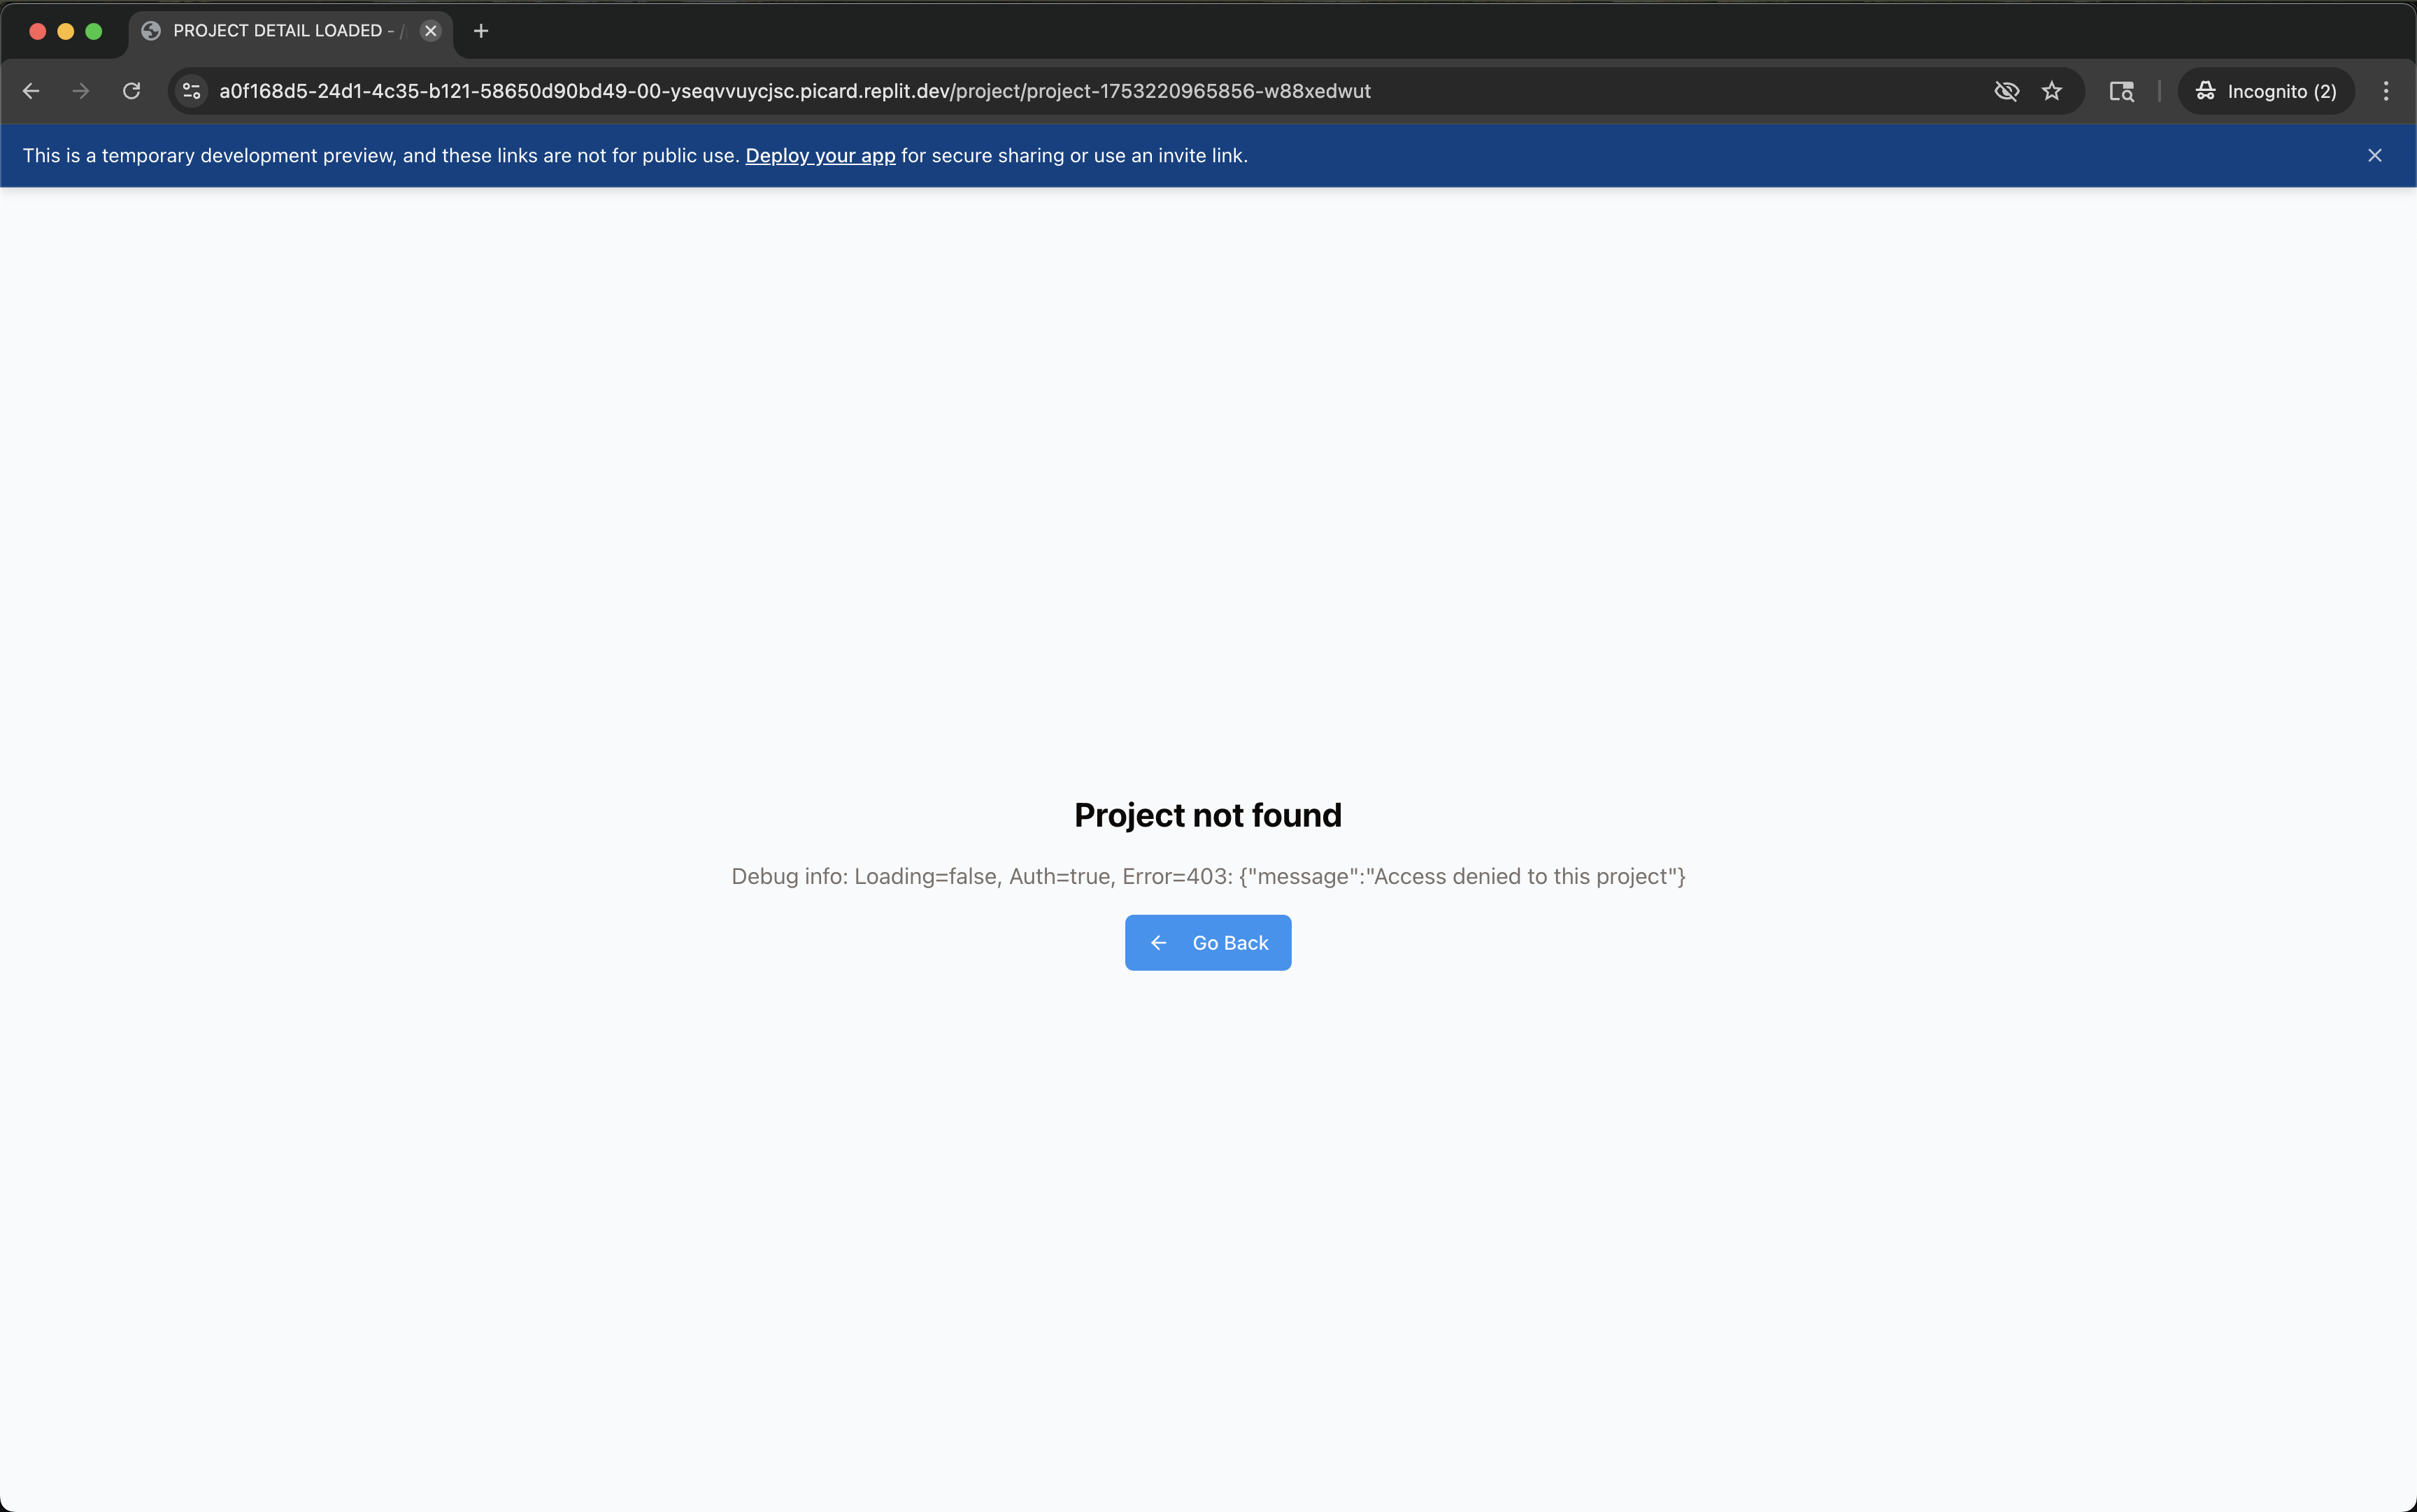 PROJECT DETAIL LOADED - /
a0f168d5-24d1-4c35-b121-58650d90bd49-00-yseqvvuycjsc.picard.replit.dev/project/project-1753220965856-w88xedwut
Incognito (2)
This is a temporary development preview, and these links are not for public use. Deploy your app for secure sharing or use an invite link.
Project not found
Debug info: Loading=false, Auth=true, Error=403: {"message":"Access denied to this project"}
Go Back